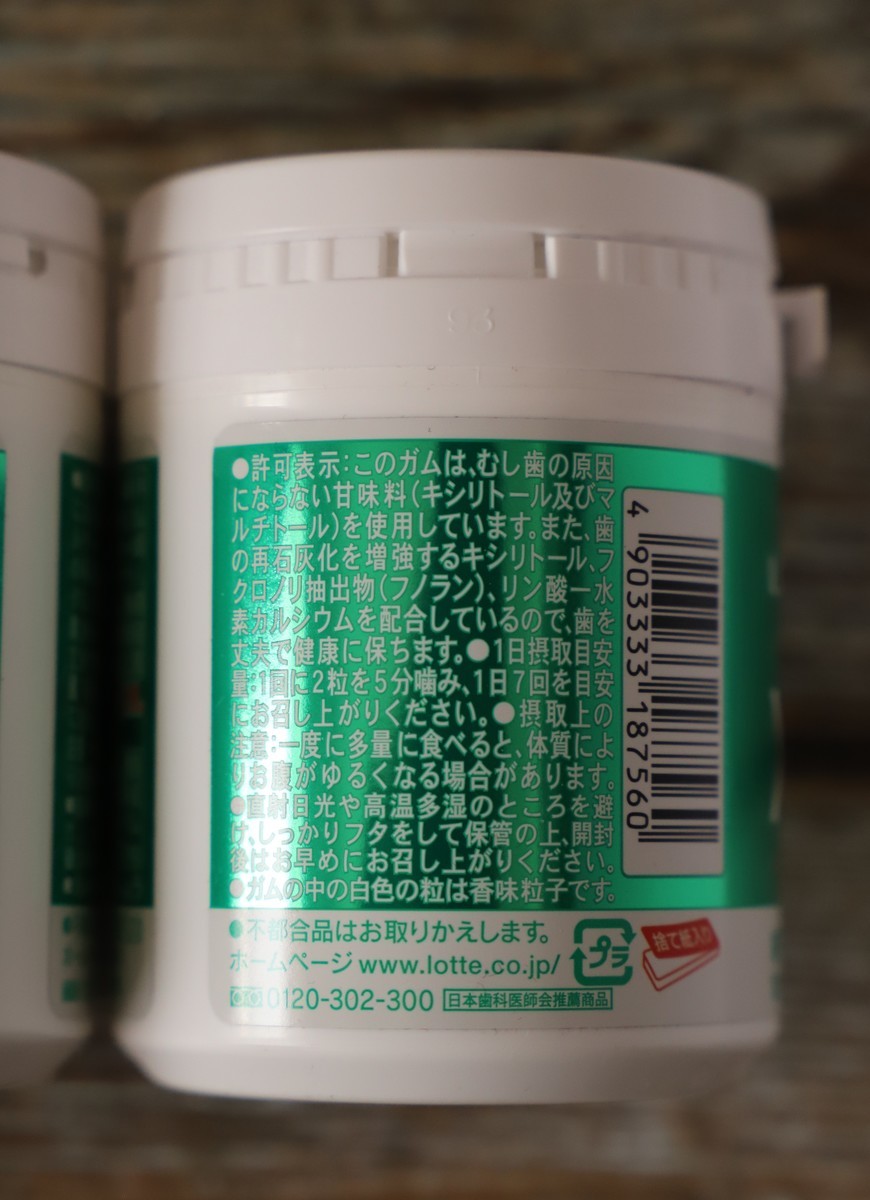 93
●許可表示:このガムは、むし歯の原因
にならない甘味料(キシリトール及びマ
ルチトール)を使用しています。また、歯
の再石灰化を増強するキシリトール、フ
クロノリ抽出物(フノラン)、リン酸一水
素カルシウムを配合しているので、歯を
丈夫で健康に保ちます。●1日摂取目安
量:1回に2粒を5分噛み、1日7回を目安
にお召し上がりください。●摂取上の
注意:一度に多量に食べると、体質によ
りお腹がゆるくなる場合があります。
●直射日光や高温多湿のところを避
け、しっかりフタをして保管の上、開封
後はお早めにお召し上がりください。
●ガムの中の白色の粒は香味粒子です。
4 903333 187560
●不都合品はお取りかえします。
ホームページ www.lotte.co.jp/
0120-302-300 日本歯科医師会推薦商品
プラ
捨て紙入り